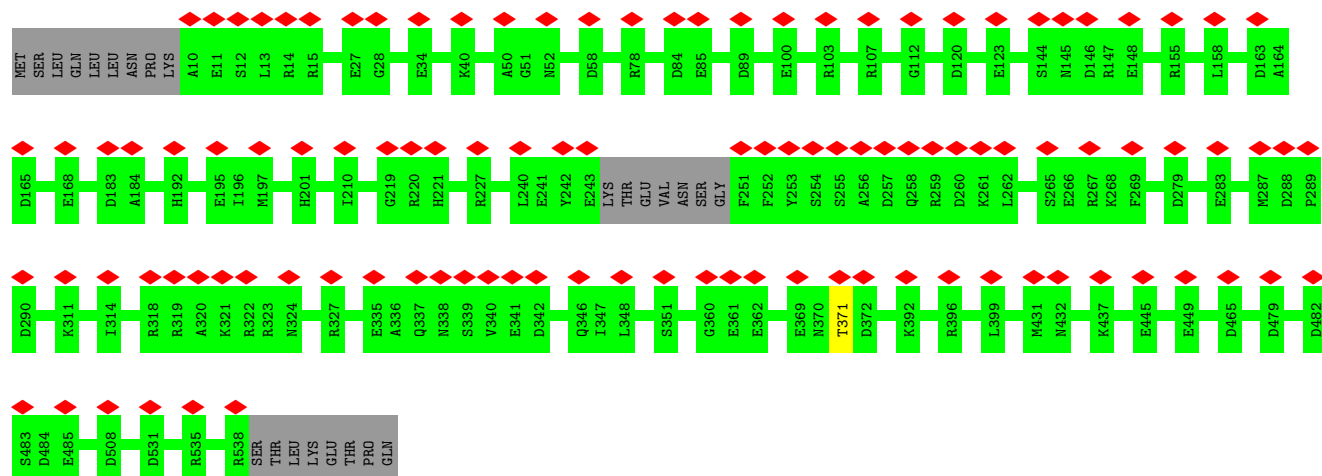 MET SER LEU GLN LEU LEU ASN PRO LYS A10 E11 S12 L13 R14 R15 E27 G28 E34 K40 A50 G51 N52 D58 R78 D84 E85 D89 E100 R103 R107 G112 D120 E123 S144 N145 D146 R147 E148 R155 L158 D163 A164
D165 E168 D183 A184 H192 E195 I196 M197 H201 I210 G219 R220 H221 R227 L240 E241 Y242 E243 LYS THR GLU VAL ASN SER GLY F251 F252 Y253 S254 S255 A256 D257 Q258 R259 D260 K261 L262 S265 E266 R267 K268 F269 D279 E283 M287 D288 P289
D290 K311 I314 R318 R319 A320 K321 R322 R323 N324 R327 E335 A336 Q337 N338 S339 V340 E341 D342 Q346 I347 L348 S351 G360 E361 E362 E369 N370 T371 D372 K392 R396 L399 M431 N432 K437 E445 E449 D465 D479 D482
S483 D484 E485 D508 D531 R535 R538 SER THR LEU LYS GLU THR PRO GLN